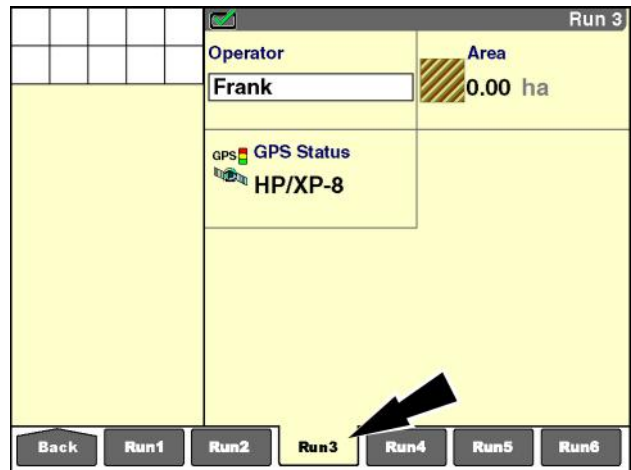 Run 3
Operator
Area
Frank
0.00 ha
GPS
GPS Status
HP/XP-8
Back
Run1
Run2
Run3
Run4
Run5
Run6